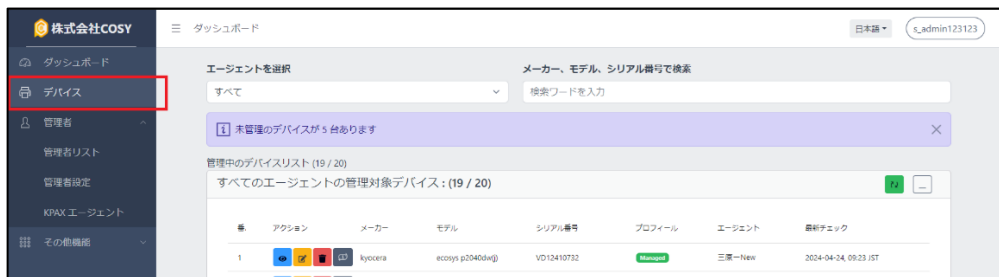 株式会社COSY
ダッシュボード
日本語
s_admin123123
ダッシュボード
デバイス
管理者
管理者リスト
管理者設定
KPAX エージェント
その他機能
エージェントを選択
すべて
メーカー、モデル、シリアル番号で検索
検索ワードを入力
未管理のデバイスが 5 台あります
管理中のデバイスリスト (19 / 20)
すべてのエージェントの管理対象デバイス : (19 / 20)
番. アクション メーカー モデル シリアル番号 プロフィール エージェント 最新チェック
1 kyocera ecosys p2040dw(j) VD12410732 Managed 三原ーNew 2024-04-24, 09:23 JST